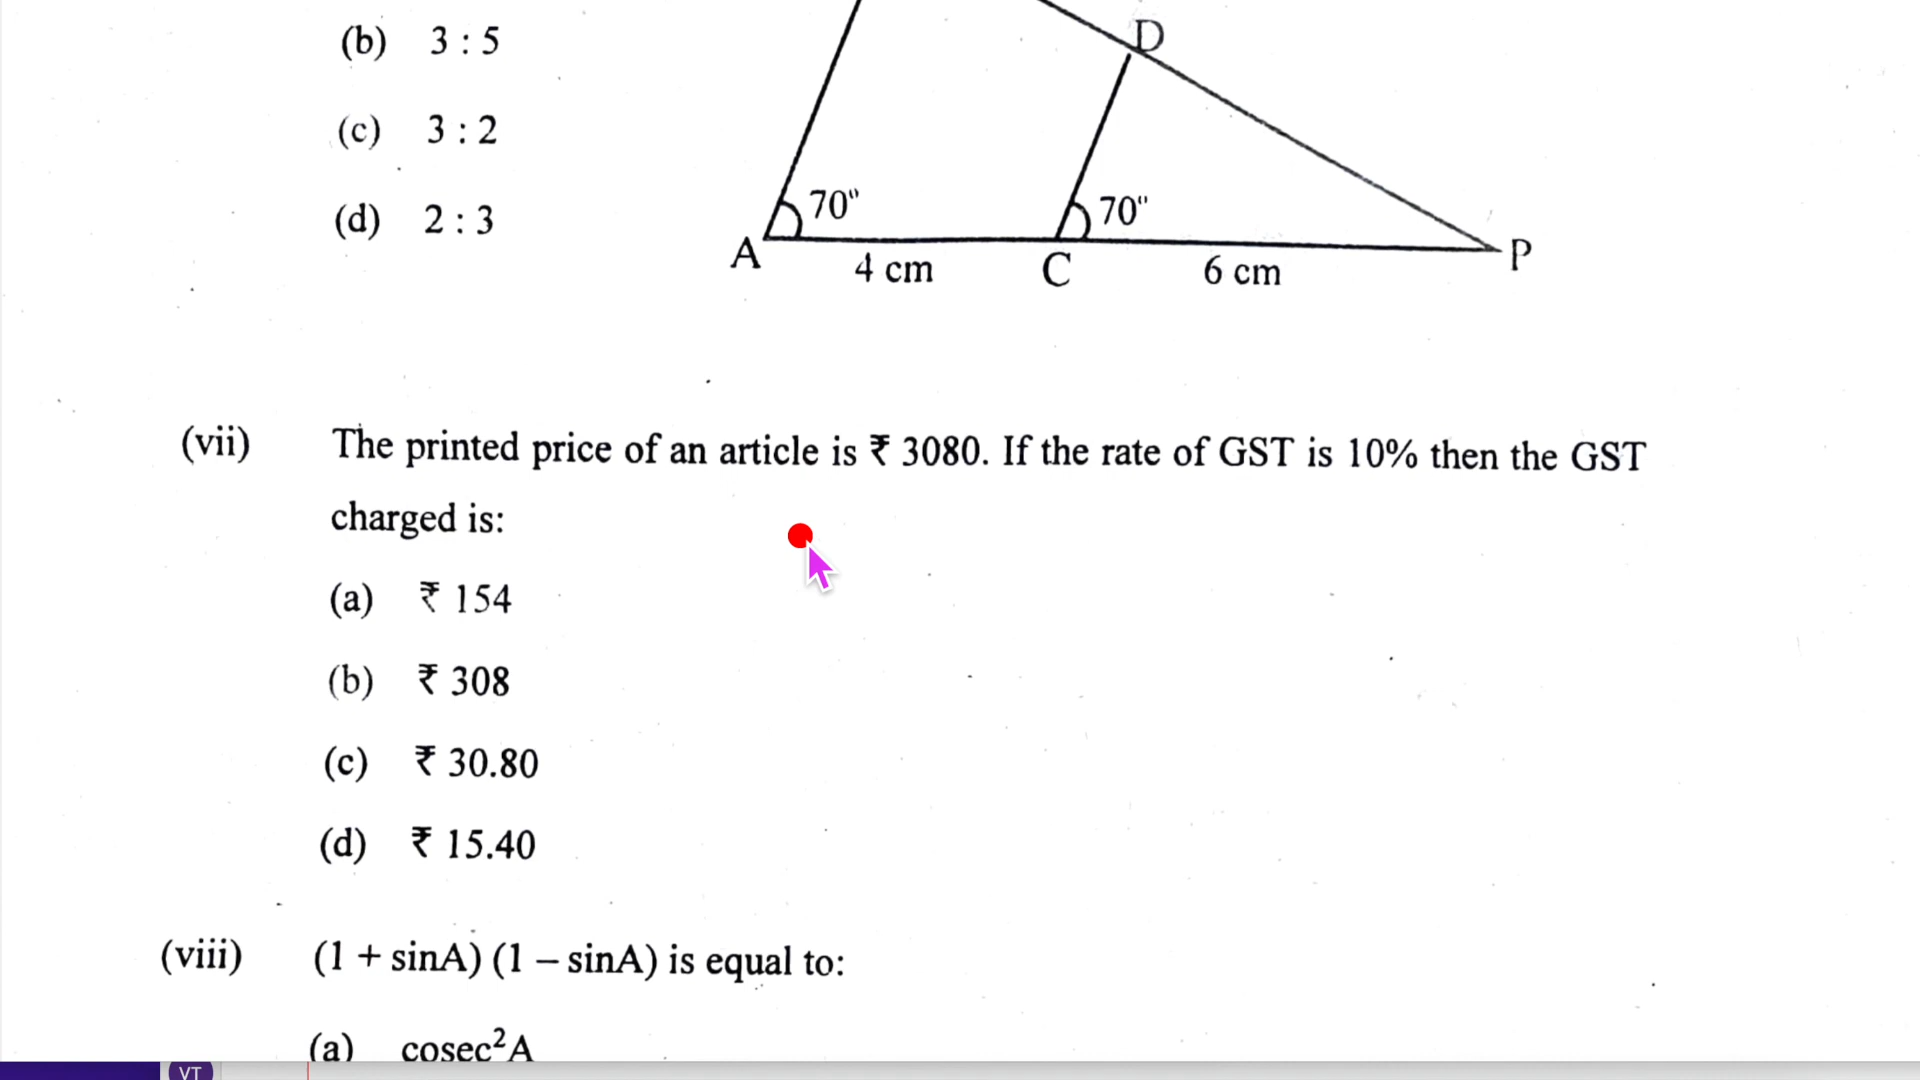 (b) 3 : 5
D
(c) 3 : 2
(d) 2 : 3
70"
70"
A
4 cm
C
6 cm
P
(vii) The printed price of an article is ₹ 3080. If the rate of GST is 10% then the GST
charged is:
(a) ₹ 154
(b) ₹ 308
(c) ₹ 30.80
(d) ₹ 15.40
(viii) (1 + sinA) (1 – sinA) is equal to:
(a) cosec²A
VT